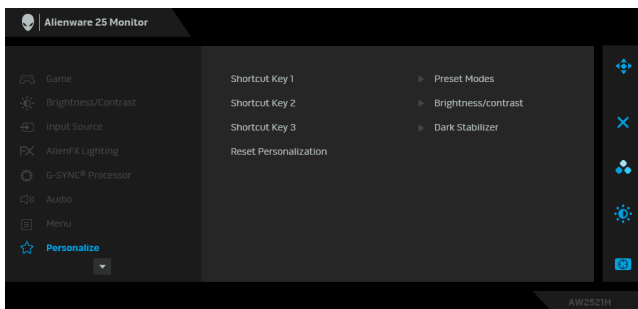 Alienware 25 Monitor
Game
Brightness/Contrast
Input Source
AlienFX Lighting
G-SYNC® Processor
Audio
Menu
Personalize
Shortcut Key 1 Preset Modes
Shortcut Key 2 Brightness/contrast
Shortcut Key 3 Dark Stabilizer
Reset Personalization
AW2521H